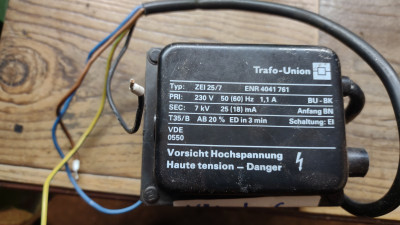 Trafo-Union
Typ: ZEI 25/7 ENR 4041 761
PRI: 230 V 50 (60) Hz 1,1 A BU - BK
SEC: 7 kV 25 (18) mA Anfang BN
T35/B AB 20% ED in 3 min Schaltung: EI
VDE
0550
Vorsicht Hochspannung
Haute tension – Danger